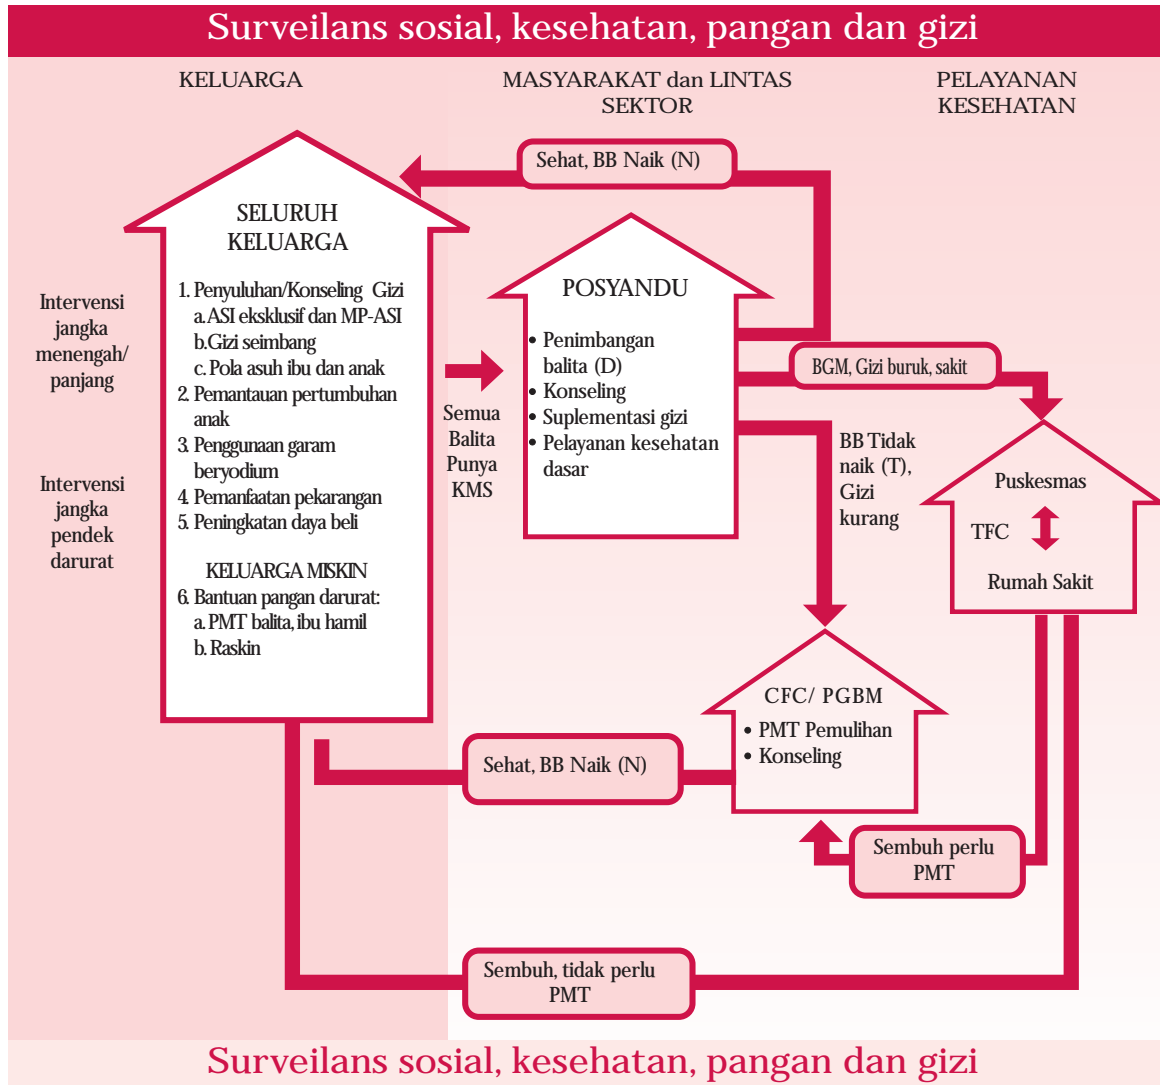 Surveilans sosial, kesehatan, pangan dan gizi
KELUARGA
MASYARAKAT dan LINTAS
SEKTOR
PELAYANAN
KESEHATAN
Sehat, BB Naik (N)
SELURUH
KELUARGA
1. Penyuluhan/Konseling Gizi
a. ASI eksklusif dan MP-ASI
b. Gizi seimbang
c. Pola asuh ibu dan anak
2. Pemantauan pertumbuhan
anak
3. Penggunaan garam
beryodium
4. Pemanfaatan pekarangan
5. Peningkatan daya beli
KELUARGA MISKIN
6. Bantuan pangan darurat:
a. PMT balita, ibu hamil
b. Raskin
Intervensi
jangka
menengah/
panjang
Intervensi
jangka
pendek
darurat
Semua
Balita
Punya
KMS
POSYANDU
• Penimbangan
balita (D)
• Konseling
• Suplementasi gizi
• Pelayanan kesehatan
dasar
BGM, Gizi buruk, sakit
BB Tidak
naik (T),
Gizi
kurang
Puskesmas
TFC
Rumah Sakit
CFC/ PGBM
• PMT Pemulihan
• Konseling
Sehat, BB Naik (N)
Sembuh perlu
PMT
Sembuh, tidak perlu
PMT
Surveilans sosial, kesehatan, pangan dan gizi